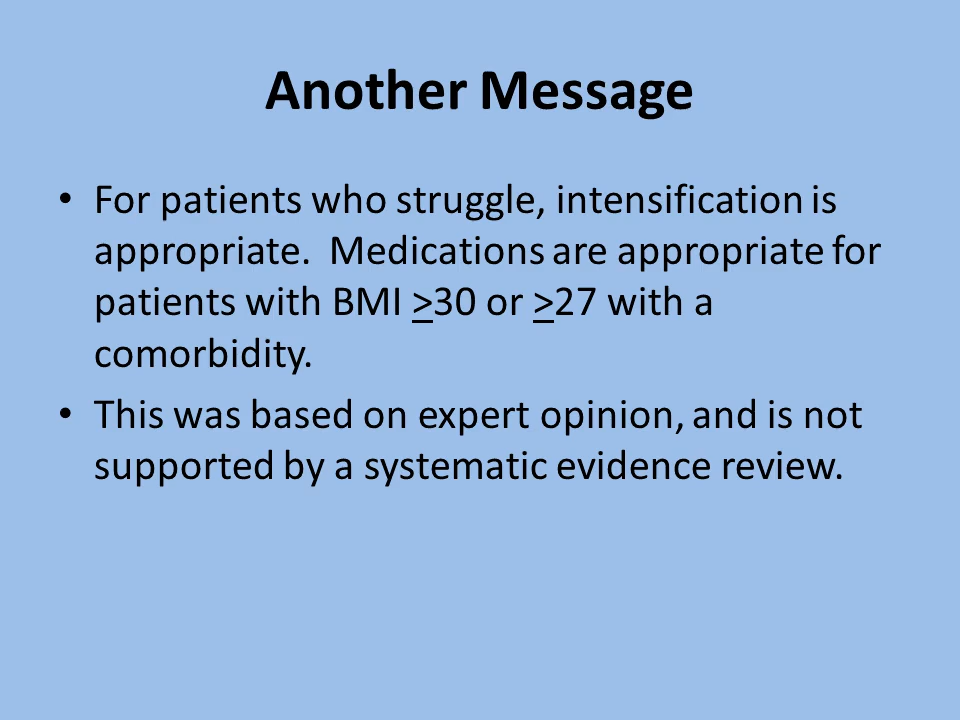 Another Message
• For patients who struggle, intensification is
appropriate.  Medications are appropriate for
patients with BMI >30 or >27 with a
comorbidity.
• This was based on expert opinion, and is not
supported by a systematic evidence review.